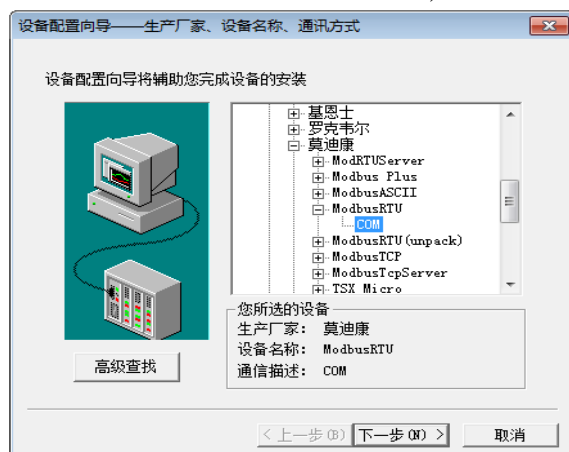 设备配置向导——生产厂家、设备名称、通讯方式
设备配置向导将辅助您完成设备的安装
基恩士
罗克韦尔
莫迪康
ModRTUServer
Modbus Plus
ModbusASCII
ModbusRTU
COM
ModbusRTU(unpack)
ModbusTCP
ModbusTcpServer
TSX Micro
您所选的设备
生产厂家： 莫迪康
设备名称： ModbusRTU
通信描述： COM
高级查找
< 上一步(B) 下一步(N) > 取消